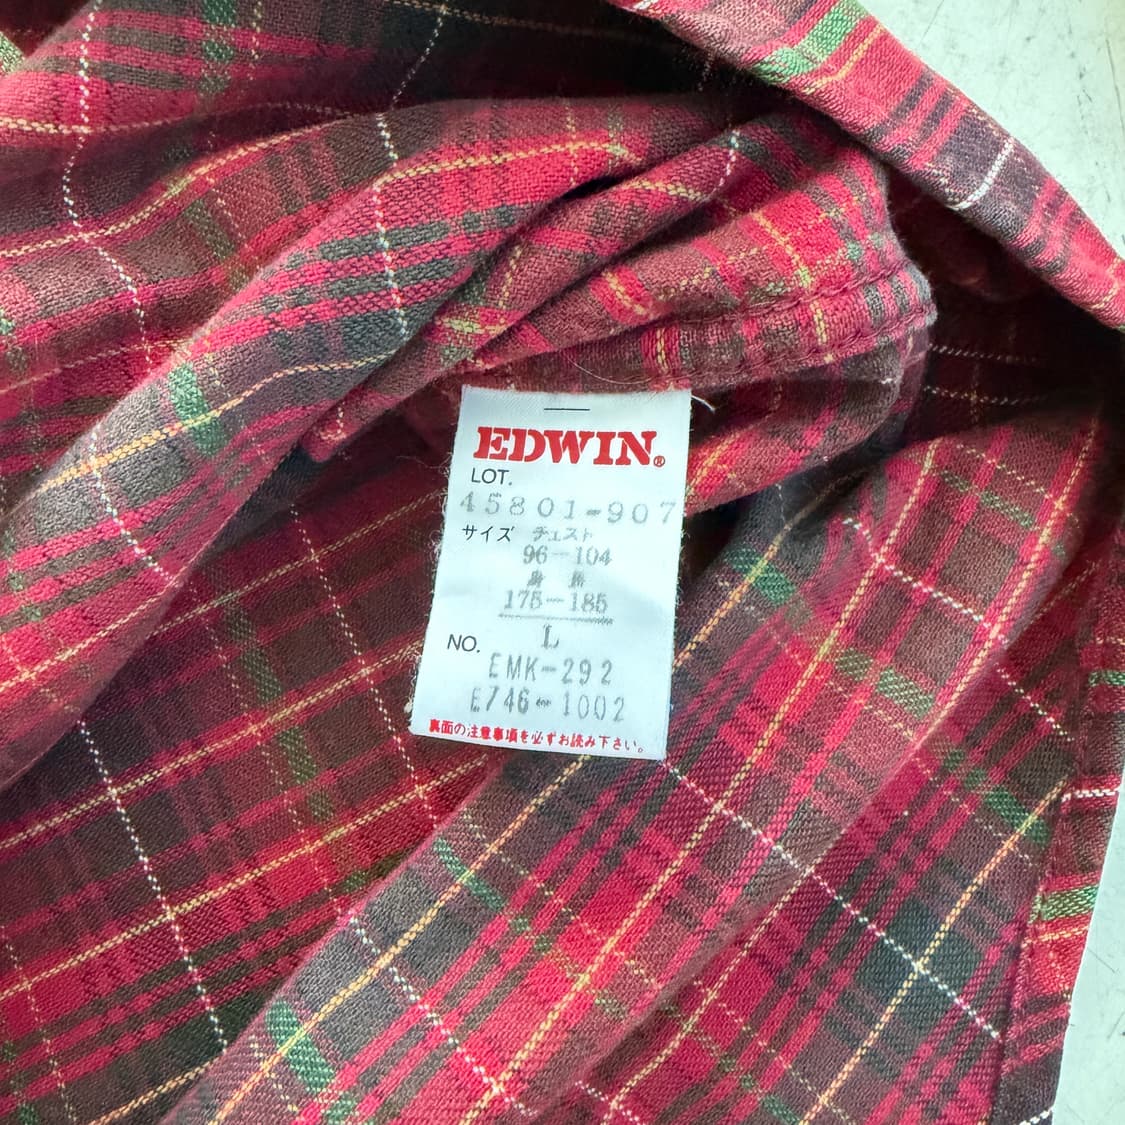 EDWIN®
LOT.
45801-907
サイズ チェスト
96-104
身長
175-185
L
NO.
EMK-292
E746-1002
裏面の注意事項を必ずお読み下さい。